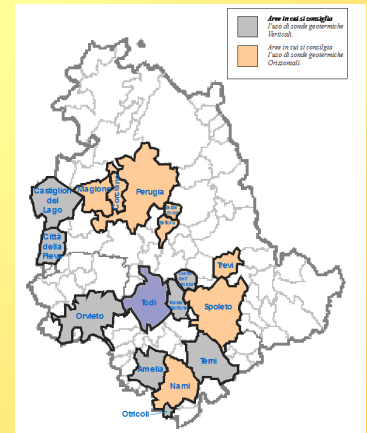 Aree in cui si consiglia
l'uso di sonde geotermiche
Verticali.
Aree in cui si consiglia
l'uso di sonde geotermiche
Orizzontali.
Castiglion
del
Lago
Magione
Corciano
Perugia
Città
della
Pieve
Trevi
Todi
Orvieto
Spoleto
Terni
Amelia
Narni
Otricoli